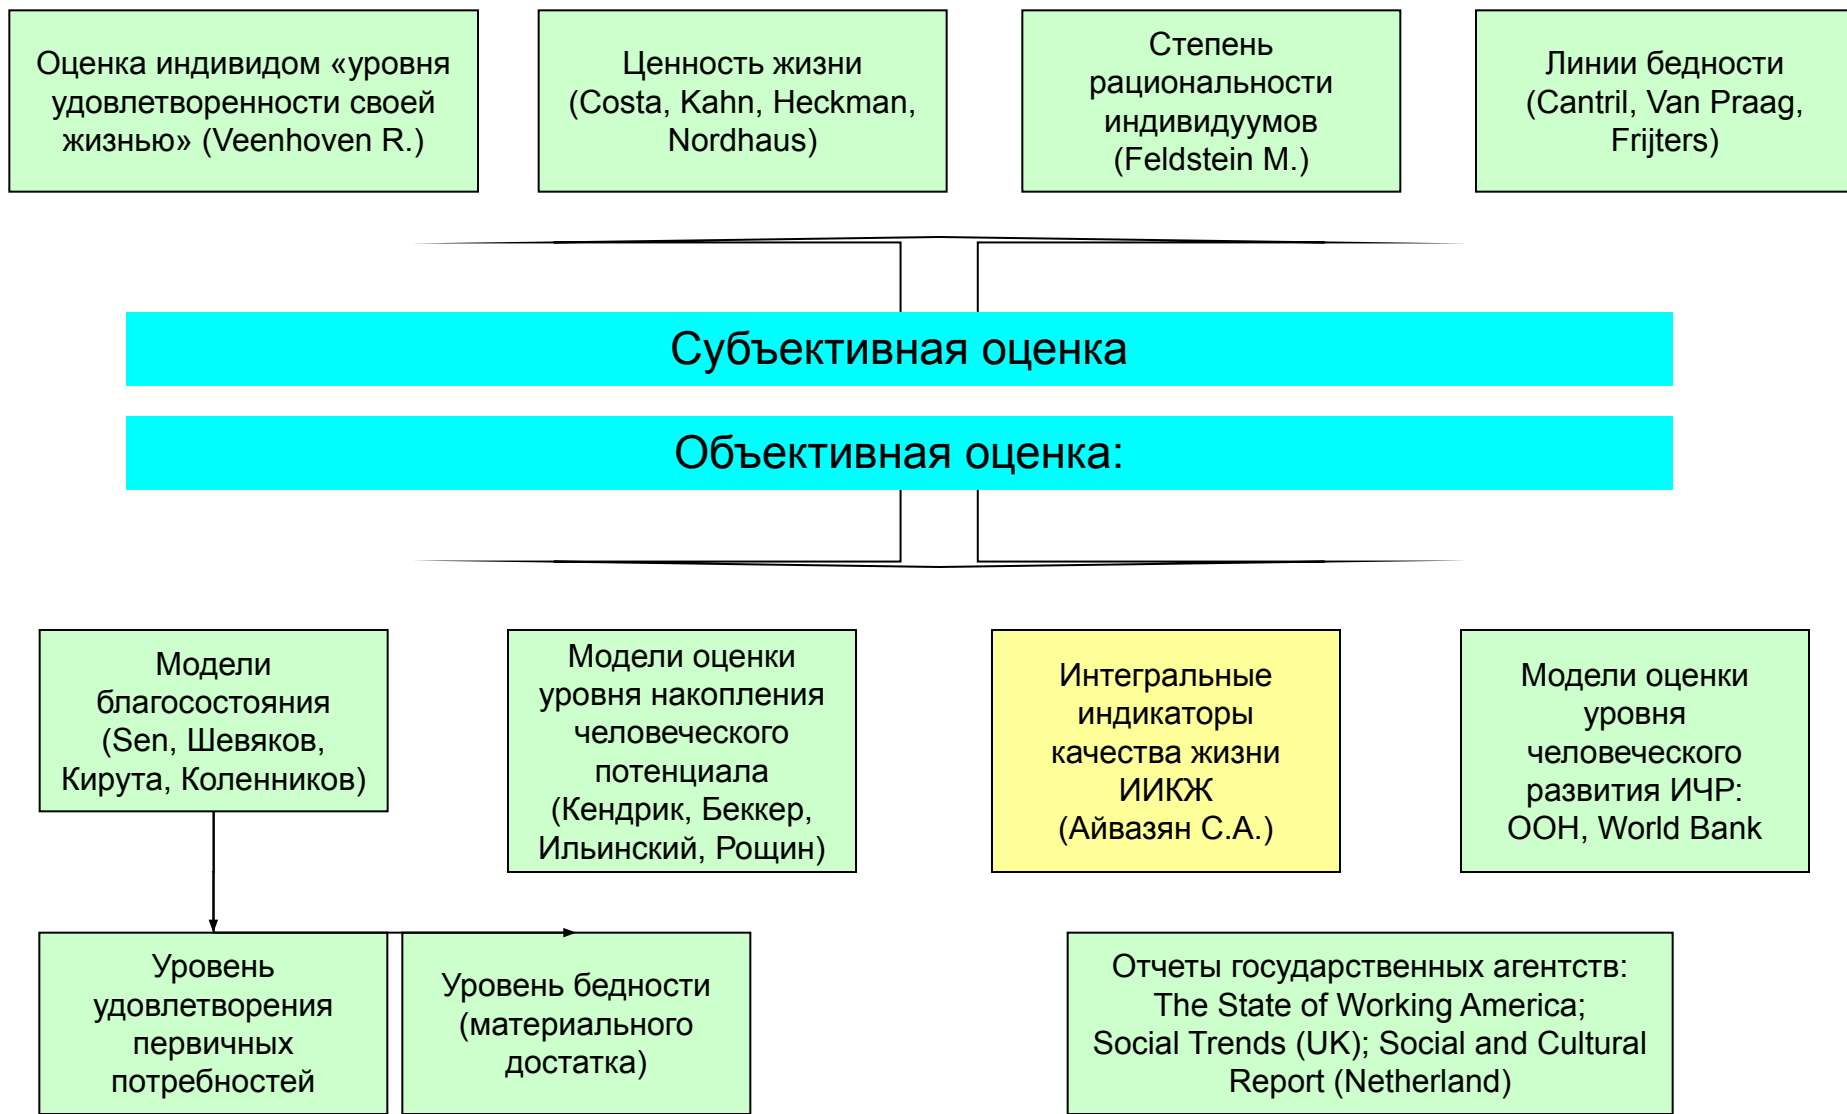 Оценка индивидом «уровня
удовлетворенности своей
жизнью» (Veenhoven R.)
Ценность жизни
(Costa, Kahn, Heckman,
Nordhaus)
Степень
рациональности
индивидуумов
(Feldstein M.)
Линии бедности
(Cantril, Van Praag,
Frijters)
Субъективная оценка
Объективная оценка:
Модели
благосостояния
(Sen, Шевяков,
Кирута, Коленников)
Модели оценки
уровня накопления
человеческого
потенциала
(Кендрик, Беккер,
Ильинский, Рощин)
Интегральные
индикаторы
качества жизни
ИИКЖ
(Айвазян С.А.)
Модели оценки
уровня
человеческого
развития ИЧР:
ООН, World Bank
Уровень
удовлетворения
первичных
потребностей
Уровень бедности
(материального
достатка)
Отчеты государственных агентств:
The State of Working America;
Social Trends (UK); Social and Cultural
Report (Netherland)